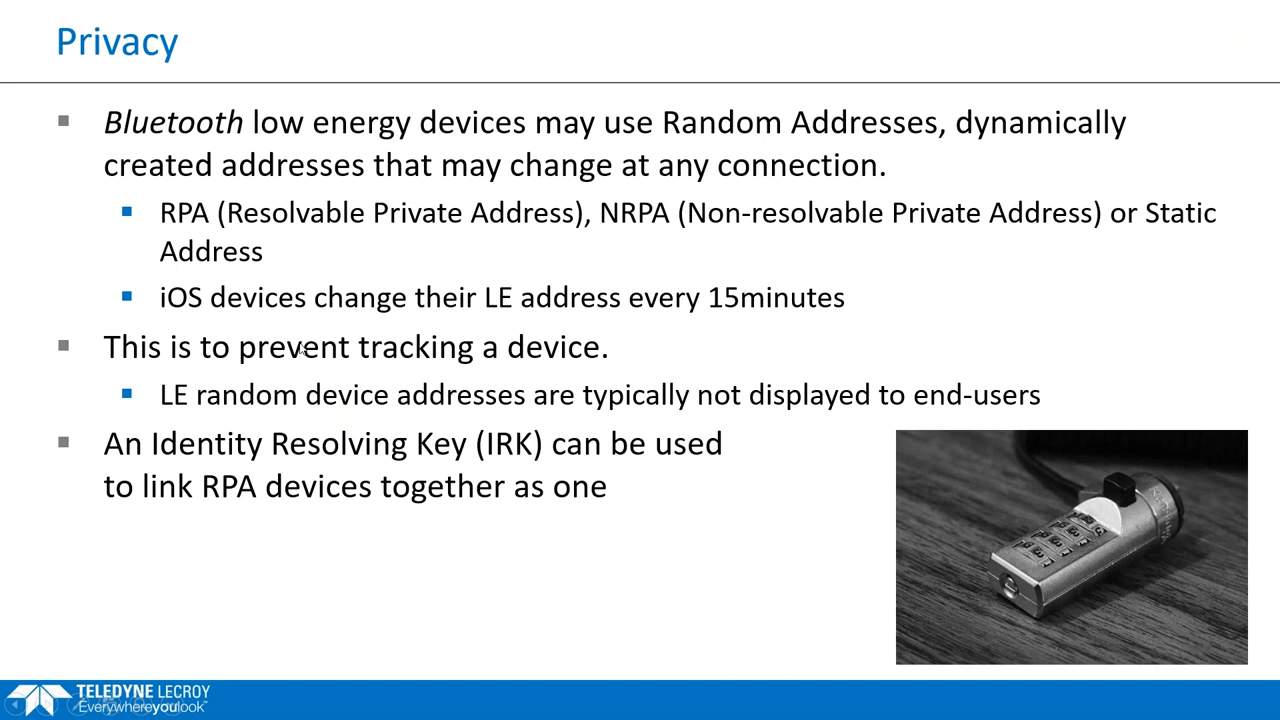 Privacy
Bluetooth low energy devices may use Random Addresses, dynamically
created addresses that may change at any connection.
RPA (Resolvable Private Address), NRPA (Non-resolvable Private Address) or Static
Address
iOS devices change their LE address every 15minutes
This is to prevent tracking a device.
LE random device addresses are typically not displayed to end-users
An Identity Resolving Key (IRK) can be used
to link RPA devices together as one
TELEDYNE LECROY
Everywhereyoulook